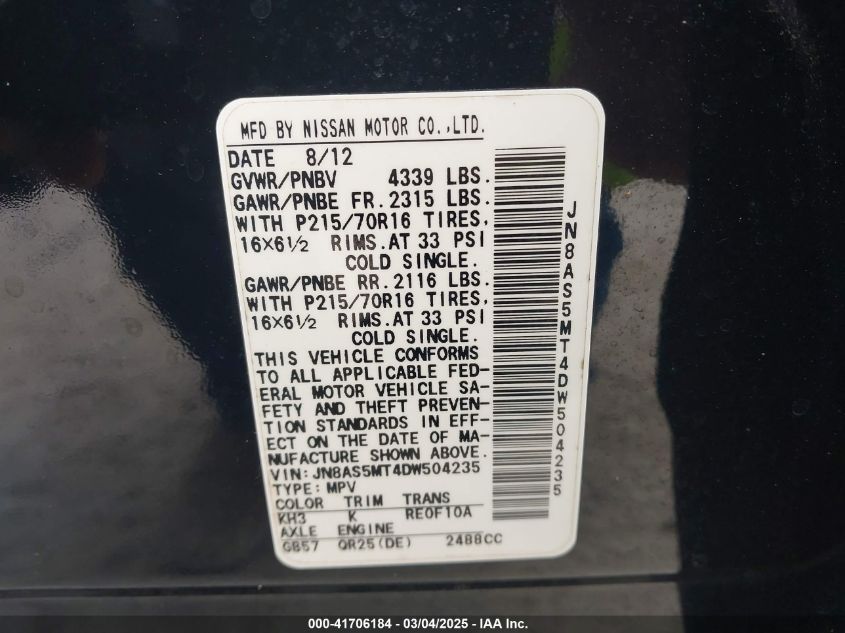 MFD BY NISSAN MOTOR CO.,LTD.
DATE 8/12
GVWR/PNBV 4339 LBS.
GAWR/PNBE FR. 2315 LBS.
WITH P215/70R16 TIRES,
16X6½ RIMS.AT 33 PSI
COLD SINGLE.
GAWR/PNBE RR. 2116 LBS.
WITH P215/70R16 TIRES,
16X6½ RIMS.AT 33 PSI
COLD SINGLE.
THIS VEHICLE CONFORMS
TO ALL APPLICABLE FED-
ERAL MOTOR VEHICLE SA-
FETY AND THEFT PREVEN-
TION STANDARDS IN EFF-
ECT ON THE DATE OF MA-
NUFACTURE SHOWN ABOVE.
VIN:JN8AS5MT4DW504235
TYPE:MPV
COLOR TRIM TRANS
KH3 K RE0F10A
AXLE ENGINE
GB57 QR25(DE) 2488CC
JN8AS5MT4DW504235
000-41706184 - 03/04/2025 - IAA Inc.